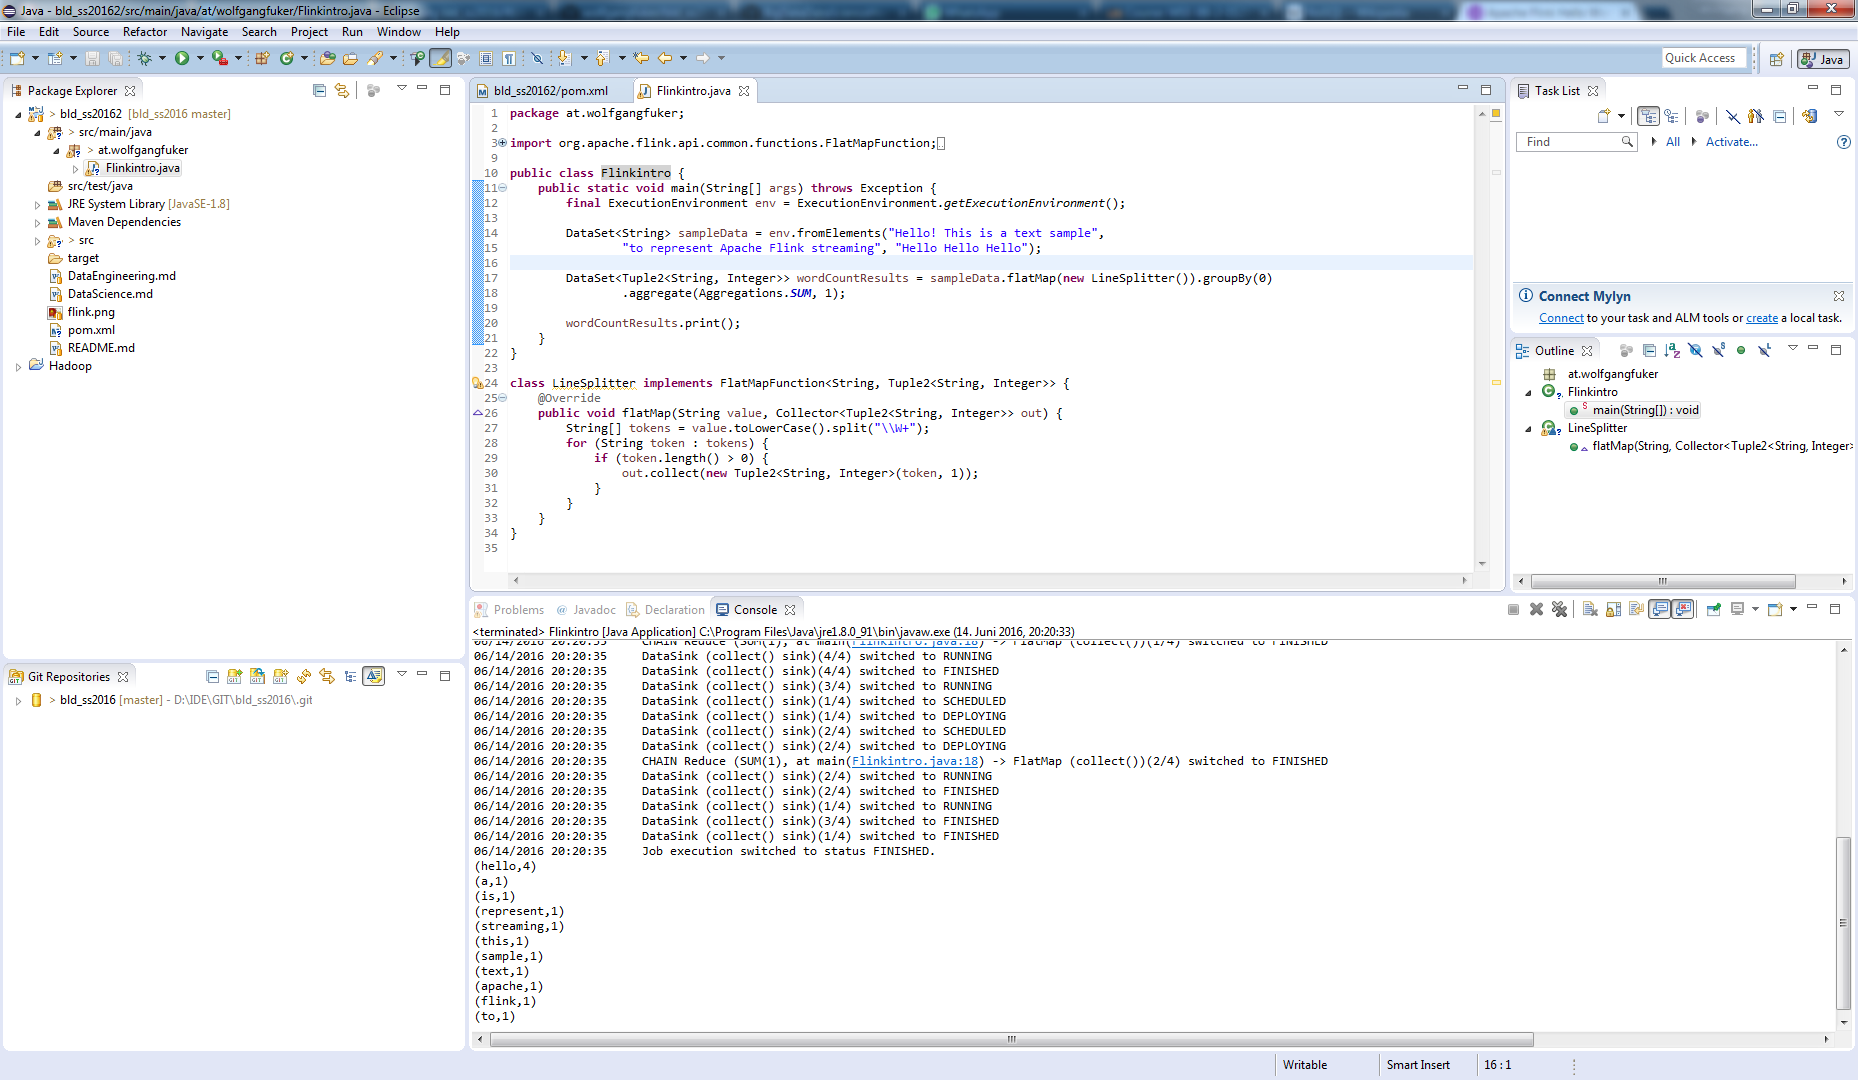 Java - bld_ss20162/src/main/java/at/wolfgangfuker/Flinkintro.java - Eclipse
File Edit Source Refactor Navigate Search Project Run Window Help
Quick Access
Java
Package Explorer
> bld_ss20162 [bld_ss2016 master]
> src/main/java
> at.wolfgangfuker
Flinkintro.java
src/test/java
JRE System Library [JavaSE-1.8]
Maven Dependencies
> src
target
DataEngineering.md
DataScience.md
flink.png
pom.xml
README.md
Hadoop
Git Repositories
> bld_ss2016 [master] - D:\IDE\GIT\bld_ss2016\.git
bld_ss20162/pom.xml
Flinkintro.java
1 package at.wolfgangfuker;
2
3 import org.apache.flink.api.common.functions.FlatMapFunction;
9
10 public class Flinkintro {
11 public static void main(String[] args) throws Exception {
12 final ExecutionEnvironment env = ExecutionEnvironment.getExecutionEnvironment();
13
14 DataSet<String> sampleData = env.fromElements("Hello! This is a text sample",
15 "to represent Apache Flink streaming", "Hello Hello Hello");
16
17 DataSet<Tuple2<String, Integer>> wordCountResults = sampleData.flatMap(new LineSplitter()).groupBy(0)
18 .aggregate(Aggregations.SUM, 1);
19
20 wordCountResults.print();
21 }
22 }
23
24 class LineSplitter implements FlatMapFunction<String, Tuple2<String, Integer>> {
25 @Override
26 public void flatMap(String value, Collector<Tuple2<String, Integer>> out) {
27 String[] tokens = value.toLowerCase().split("\\W+");
28 for (String token : tokens) {
29 if (token.length() > 0) {
30 out.collect(new Tuple2<String, Integer>(token, 1));
31 }
32 }
33 }
34 }
35
Task List
Find
All
Activate...
Connect Mylyn
Connect to your task and ALM tools or create a local task.
Outline
at.wolfgangfuker
Flinkintro
main(String[]) : void
LineSplitter
flatMap(String, Collector<Tuple2<String, Integer>
Problems
Javadoc
Declaration
Console
<terminated> Flinkintro [Java Application] C:\Program Files\Java\jre1.8.0_91\bin\javaw.exe (14. Juni 2016, 20:20:33)
06/14/2016 20:20:35 CHAIN Reduce (SUM(1), at main(Flinkintro.java:18) -> FlatMap (collect())(1/4) switched to FINISHED
06/14/2016 20:20:35 DataSink (collect() sink)(4/4) switched to RUNNING
06/14/2016 20:20:35 DataSink (collect() sink)(4/4) switched to FINISHED
06/14/2016 20:20:35 DataSink (collect() sink)(3/4) switched to RUNNING
06/14/2016 20:20:35 DataSink (collect() sink)(1/4) switched to SCHEDULED
06/14/2016 20:20:35 DataSink (collect() sink)(1/4) switched to DEPLOYING
06/14/2016 20:20:35 DataSink (collect() sink)(2/4) switched to SCHEDULED
06/14/2016 20:20:35 DataSink (collect() sink)(2/4) switched to DEPLOYING
06/14/2016 20:20:35 CHAIN Reduce (SUM(1), at main(Flinkintro.java:18) -> FlatMap (collect())(2/4) switched to FINISHED
06/14/2016 20:20:35 DataSink (collect() sink)(2/4) switched to RUNNING
06/14/2016 20:20:35 DataSink (collect() sink)(2/4) switched to FINISHED
06/14/2016 20:20:35 DataSink (collect() sink)(1/4) switched to RUNNING
06/14/2016 20:20:35 DataSink (collect() sink)(3/4) switched to FINISHED
06/14/2016 20:20:35 DataSink (collect() sink)(1/4) switched to FINISHED
06/14/2016 20:20:35 Job execution switched to status FINISHED.
(hello,4)
(a,1)
(is,1)
(represent,1)
(streaming,1)
(this,1)
(sample,1)
(text,1)
(apache,1)
(flink,1)
(to,1)
Writable
Smart Insert
16 : 1